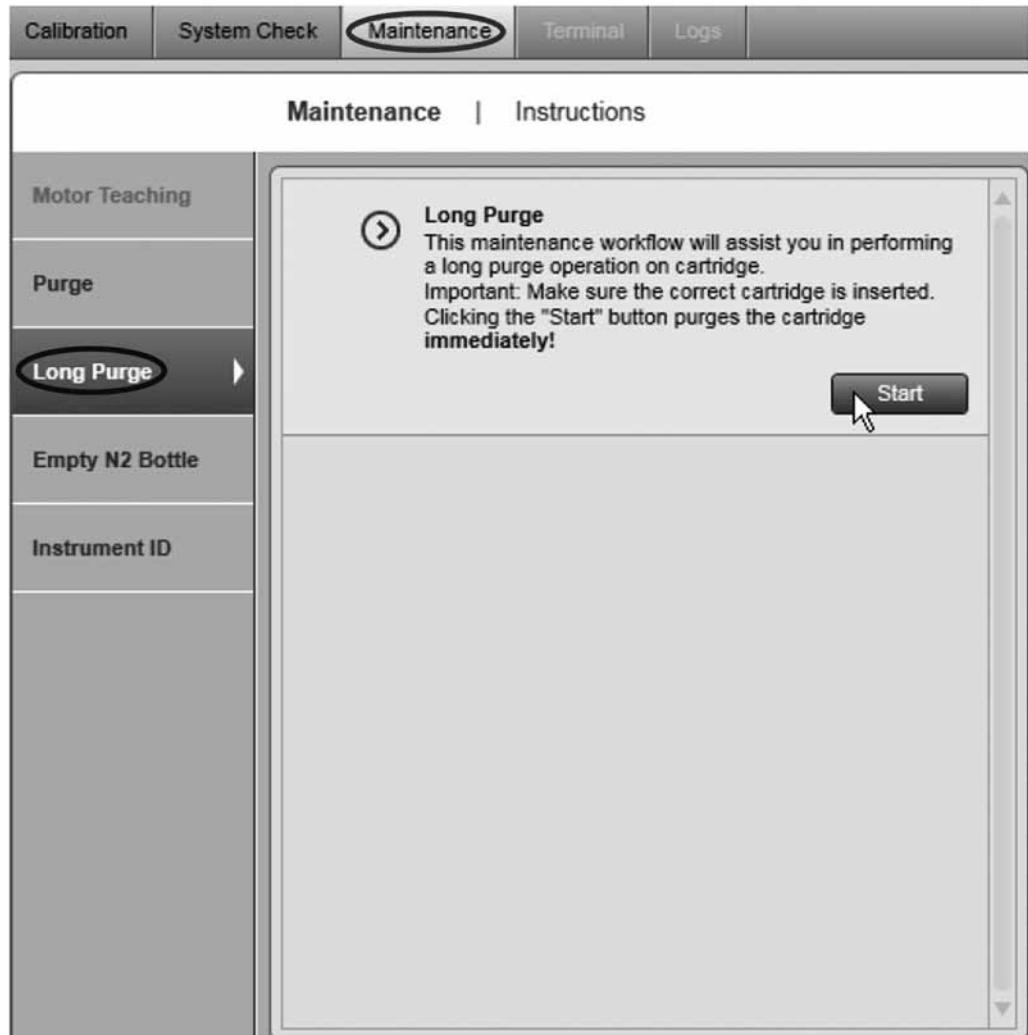 Calibration System Check Maintenance Terminal Logs
Maintenance | Instructions
Motor Teaching
Purge
Long Purge
Empty N2 Bottle
Instrument ID
Long Purge
This maintenance workflow will assist you in performing
a long purge operation on cartridge.
Important: Make sure the correct cartridge is inserted.
Clicking the "Start" button purges the cartridge
immediately!
Start